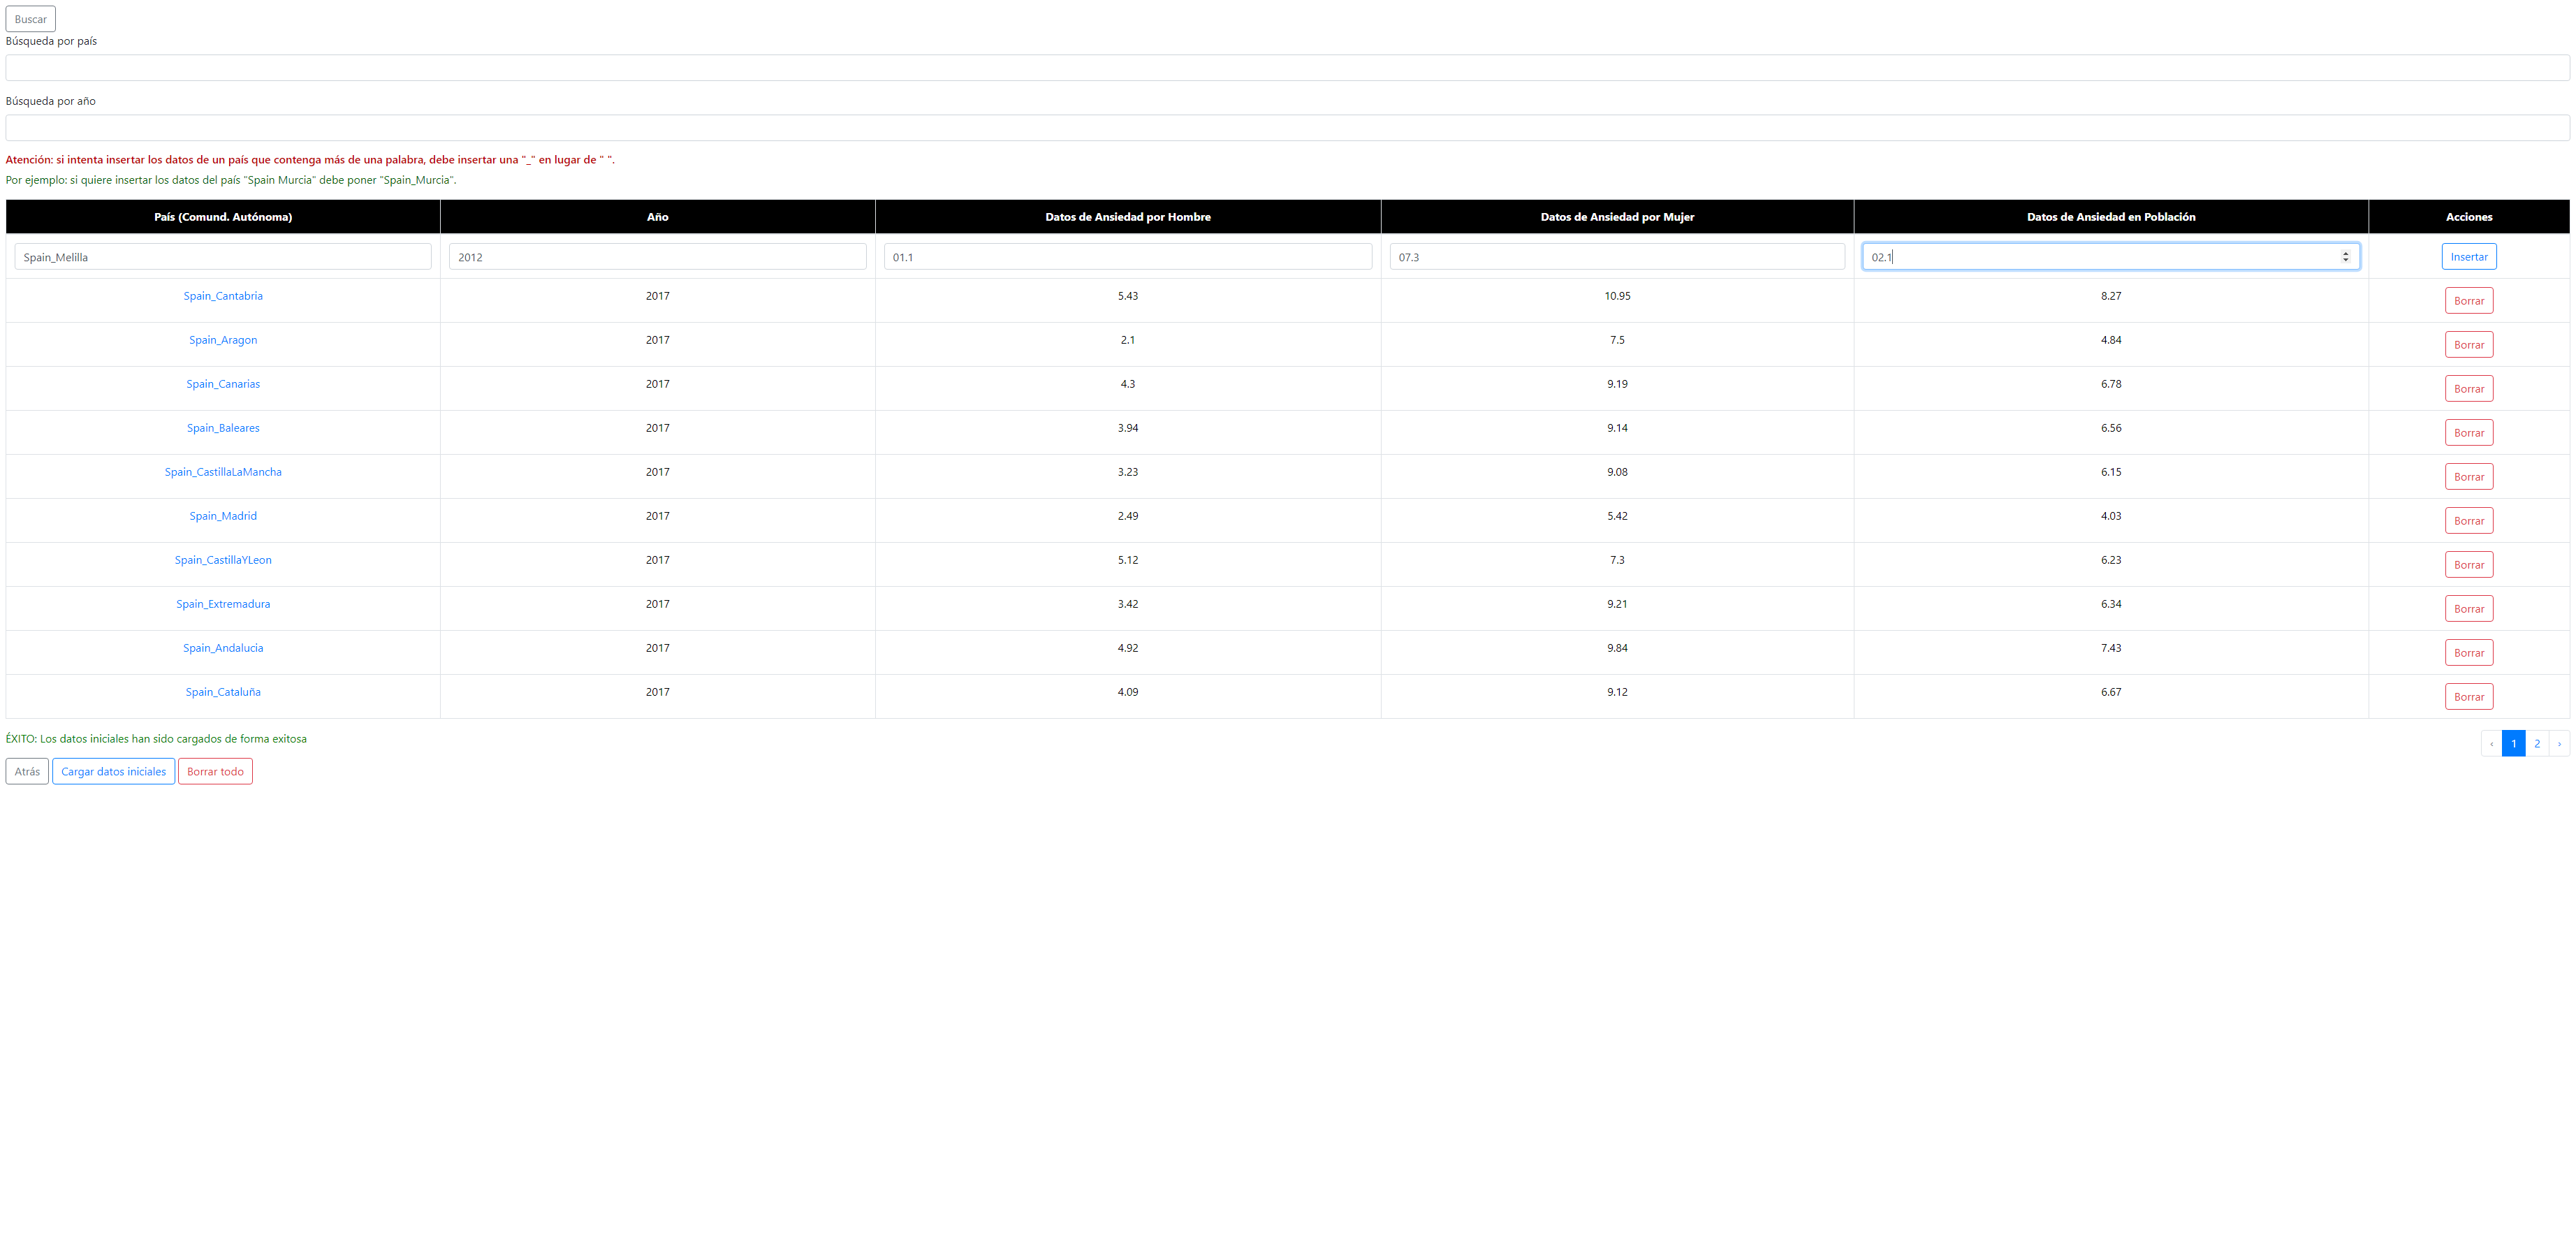 Buscar
Búsqueda por país
Búsqueda por año
Atención: si intenta insertar los datos de un país que contenga más de una palabra, debe insertar una "_" en lugar de " ".
Por ejemplo: si quiere insertar los datos del país "Spain Murcia" debe poner "Spain_Murcia".
País (Comund. Autónoma) Año Datos de Ansiedad por Hombre Datos de Ansiedad por Mujer Datos de Ansiedad en Población Acciones
Spain_Melilla 2012 01.1 07.3 02.1 Insertar
Spain_Cantabria 2017 5.43 10.95 8.27 Borrar
Spain_Aragon 2017 2.1 7.5 4.84 Borrar
Spain_Canarias 2017 4.3 9.19 6.78 Borrar
Spain_Baleares 2017 3.94 9.14 6.56 Borrar
Spain_CastillaLaMancha 2017 3.23 9.08 6.15 Borrar
Spain_Madrid 2017 2.49 5.42 4.03 Borrar
Spain_CastillaYLeon 2017 5.12 7.3 6.23 Borrar
Spain_Extremadura 2017 3.42 9.21 6.34 Borrar
Spain_Andalucia 2017 4.92 9.84 7.43 Borrar
Spain_Cataluña 2017 4.09 9.12 6.67 Borrar
ÉXITO: Los datos iniciales han sido cargados de forma exitosa
‹ 1 2 ›
Atrás Cargar datos iniciales Borrar todo